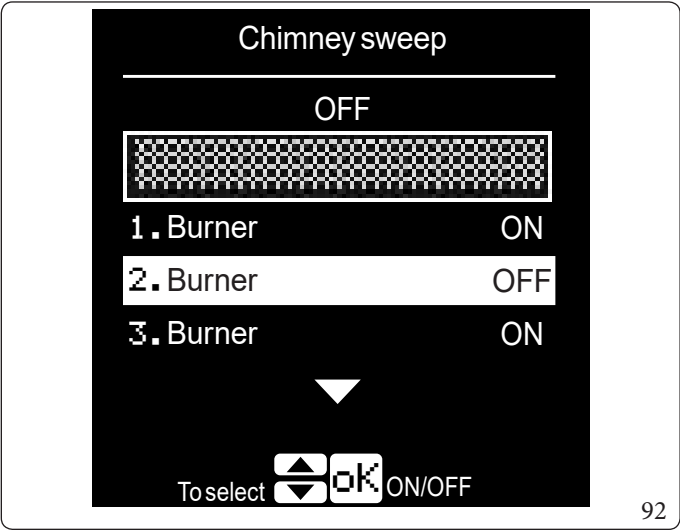 Chimney sweep
OFF
1. Burner ON
2. Burner OFF
3. Burner ON
To select oK ON/OFF
92